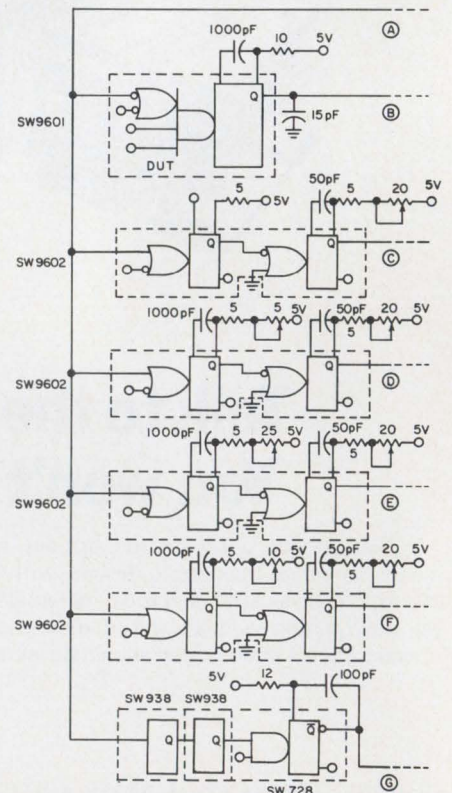 A
1000pF 10 5V
Q
B
SW9601
15pF
DUT
50pF 5 20 5V
5 5V
Q Q
C
SW9602
1000pF 5 5 5V 50pF 20 5V
5
Q Q
D
SW9602
1000pF 5 25 5V 50pF 20 5V
5
Q Q
E
SW9602
1000pF 5 10 5V 50pF 20 5V
5
Q Q
F
SW9602
5V 12 100pF
SW938 SW938
Q Q Q̅
SW728
G